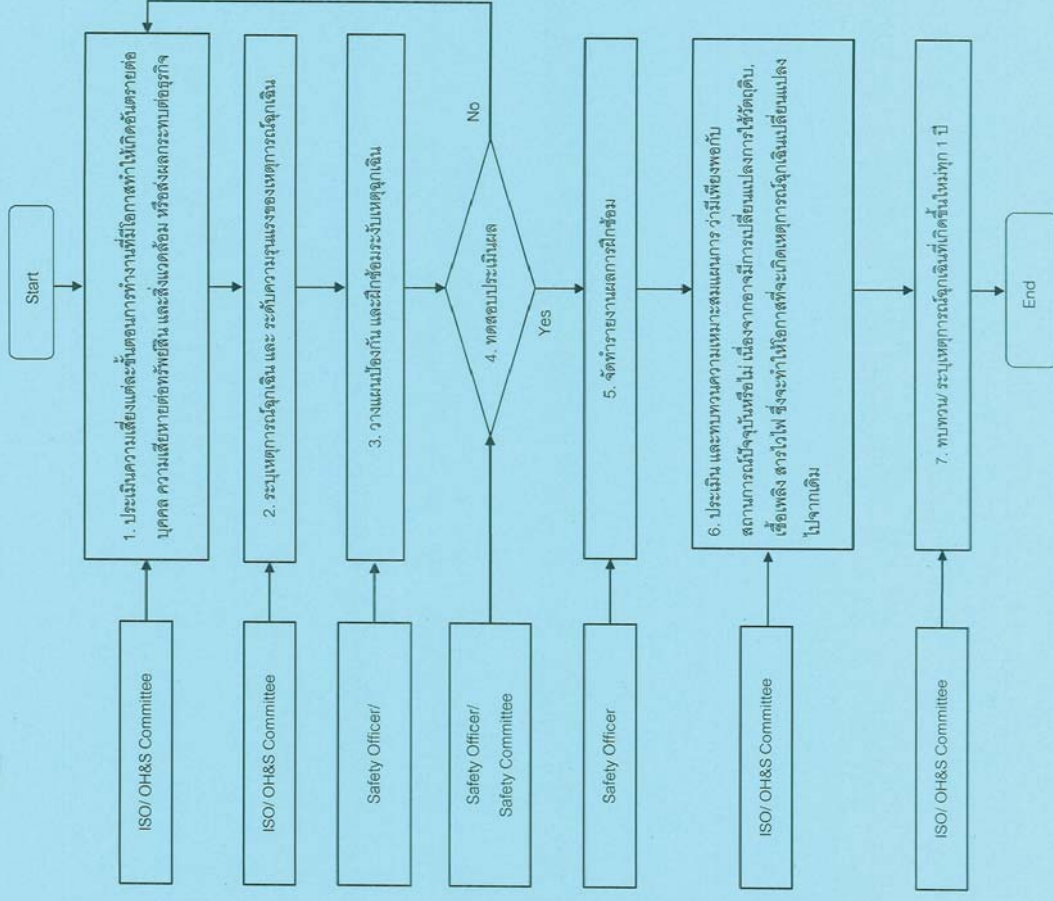 Start
ISO/ OH&S Committee
1. ประเมินความเสี่ยงแต่ละขั้นตอนการทำงานที่มีโอกาสทำให้เกิดอันตรายต่อ
บุคคล ความเสียหายต่อทรัพย์สิน และสิ่งแวดล้อม หรือส่งผลกระทบต่อธุรกิจ
ISO/ OH&S Committee
2. ระบุเหตุการณ์ฉุกเฉิน และ ระดับความรุนแรงของเหตุการณ์ฉุกเฉิน
Safety Officer/
3. วางแผนป้องกัน และฝึกซ้อมระงับเหตุฉุกเฉิน
Safety Officer/
Safety Committee
4. ทดสอบประเมินผล
No
Yes
Safety Officer
5. จัดทำรายงานผลการฝึกซ้อม
ISO/ OH&S Committee
6. ประเมิน และทบทวนความเหมาะสมแผนการ ว่ามีเพียงพอกับ
สถานการณ์ปัจจุบันหรือไม่ เนื่องจากอาจมีการเปลี่ยนแปลงการใช้วัตถุดิบ,
เชื้อเพลิง สารไวไฟ ซึ่งจะทำให้โอกาสที่จะเกิดเหตุการณ์ฉุกเฉินเปลี่ยนแปลง
ไปจากเดิม
ISO/ OH&S Committee
7. ทบทวน/ ระบุเหตุการณ์ฉุกเฉินที่เกิดขึ้นใหม่ทุก 1 ปี
End